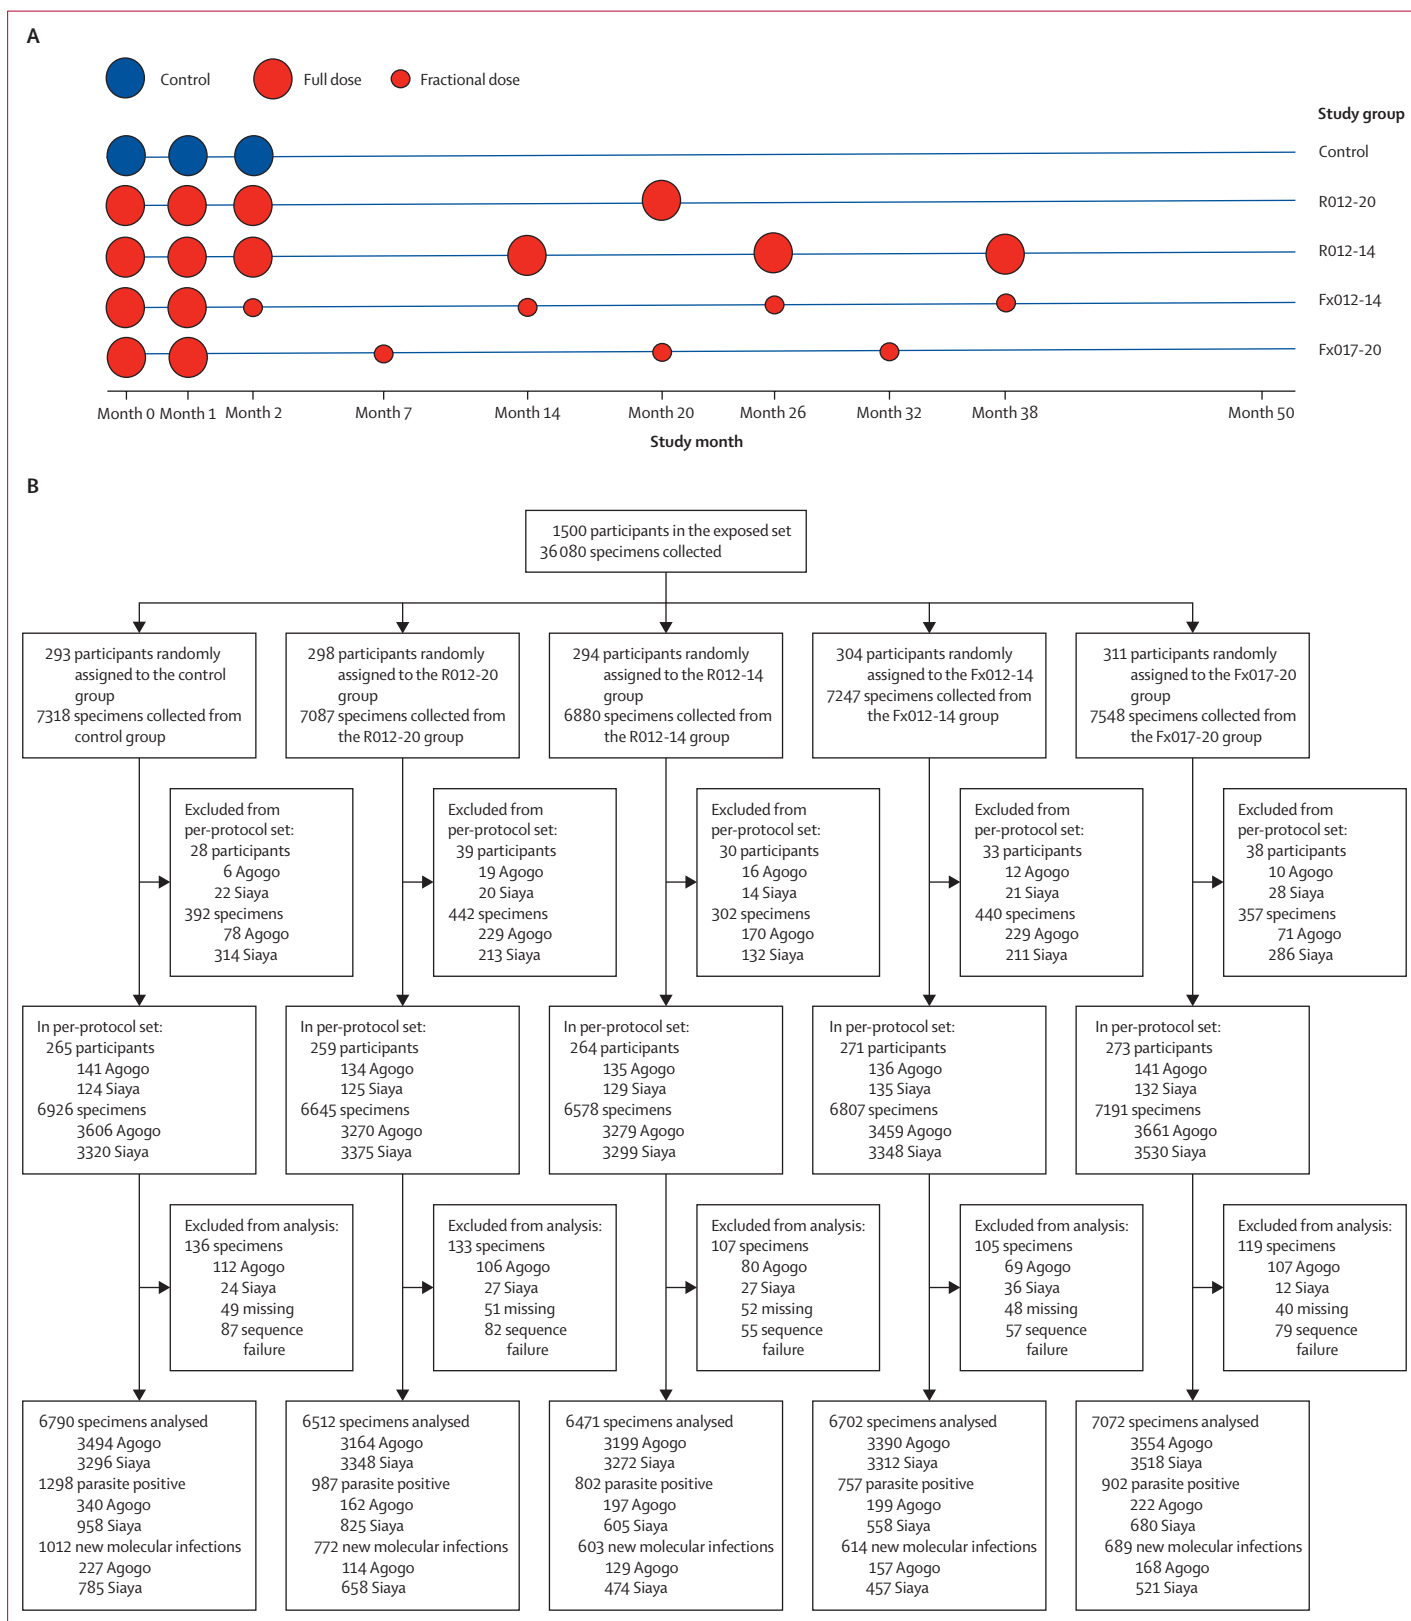 A
Control
Full dose
Fractional dose
Study group
Control
R012-20
R012-14
Fx012-14
Fx017-20
Month 0 Month 1 Month 2 Month 7 Month 14 Month 20 Month 26 Month 32 Month 38 Month 50
Study month
B
1500 participants in the exposed set
36 080 specimens collected
293 participants randomly
assigned to the control
group
7318 specimens collected from
control group
298 participants randomly
assigned to the R012-20
group
7087 specimens collected from
the R012-20 group
294 participants randomly
assigned to the R012-14
group
6880 specimens collected from
the R012-14 group
304 participants randomly
assigned to the Fx012-14
7247 specimens collected from
the Fx012-14 group
311 participants randomly
assigned to the Fx017-20
group
7548 specimens collected from
the Fx017-20 group
Excluded from
per-protocol set:
28 participants
6 Agogo
22 Siaya
392 specimens
78 Agogo
314 Siaya
Excluded from
per-protocol set:
39 participants
19 Agogo
20 Siaya
442 specimens
229 Agogo
213 Siaya
Excluded from
per-protocol set:
30 participants
16 Agogo
14 Siaya
302 specimens
170 Agogo
132 Siaya
Excluded from
per-protocol set:
33 participants
12 Agogo
21 Siaya
440 specimens
229 Agogo
211 Siaya
Excluded from
per-protocol set:
38 participants
10 Agogo
28 Siaya
357 specimens
71 Agogo
286 Siaya
In per-protocol set:
265 participants
141 Agogo
124 Siaya
6926 specimens
3606 Agogo
3320 Siaya
In per-protocol set:
259 participants
134 Agogo
125 Siaya
6645 specimens
3270 Agogo
3375 Siaya
In per-protocol set:
264 participants
135 Agogo
129 Siaya
6578 specimens
3279 Agogo
3299 Siaya
In per-protocol set:
271 participants
136 Agogo
135 Siaya
6807 specimens
3459 Agogo
3348 Siaya
In per-protocol set:
273 participants
141 Agogo
132 Siaya
7191 specimens
3661 Agogo
3530 Siaya
Excluded from analysis:
136 specimens
112 Agogo
24 Siaya
49 missing
87 sequence
failure
Excluded from analysis:
133 specimens
106 Agogo
27 Siaya
51 missing
82 sequence
failure
Excluded from analysis:
107 specimens
80 Agogo
27 Siaya
52 missing
55 sequence
failure
Excluded from analysis:
105 specimens
69 Agogo
36 Siaya
48 missing
57 sequence
failure
Excluded from analysis:
119 specimens
107 Agogo
12 Siaya
40 missing
79 sequence
failure
6790 specimens analysed
3494 Agogo
3296 Siaya
1298 parasite positive
340 Agogo
958 Siaya
1012 new molecular infections
227 Agogo
785 Siaya
6512 specimens analysed
3164 Agogo
3348 Siaya
987 parasite positive
162 Agogo
825 Siaya
772 new molecular infections
114 Agogo
658 Siaya
6471 specimens analysed
3199 Agogo
3272 Siaya
802 parasite positive
197 Agogo
605 Siaya
603 new molecular infections
129 Agogo
474 Siaya
6702 specimens analysed
3390 Agogo
3312 Siaya
757 parasite positive
199 Agogo
558 Siaya
614 new molecular infections
157 Agogo
457 Siaya
7072 specimens analysed
3554 Agogo
3518 Siaya
902 parasite positive
222 Agogo
680 Siaya
689 new molecular infections
168 Agogo
521 Siaya